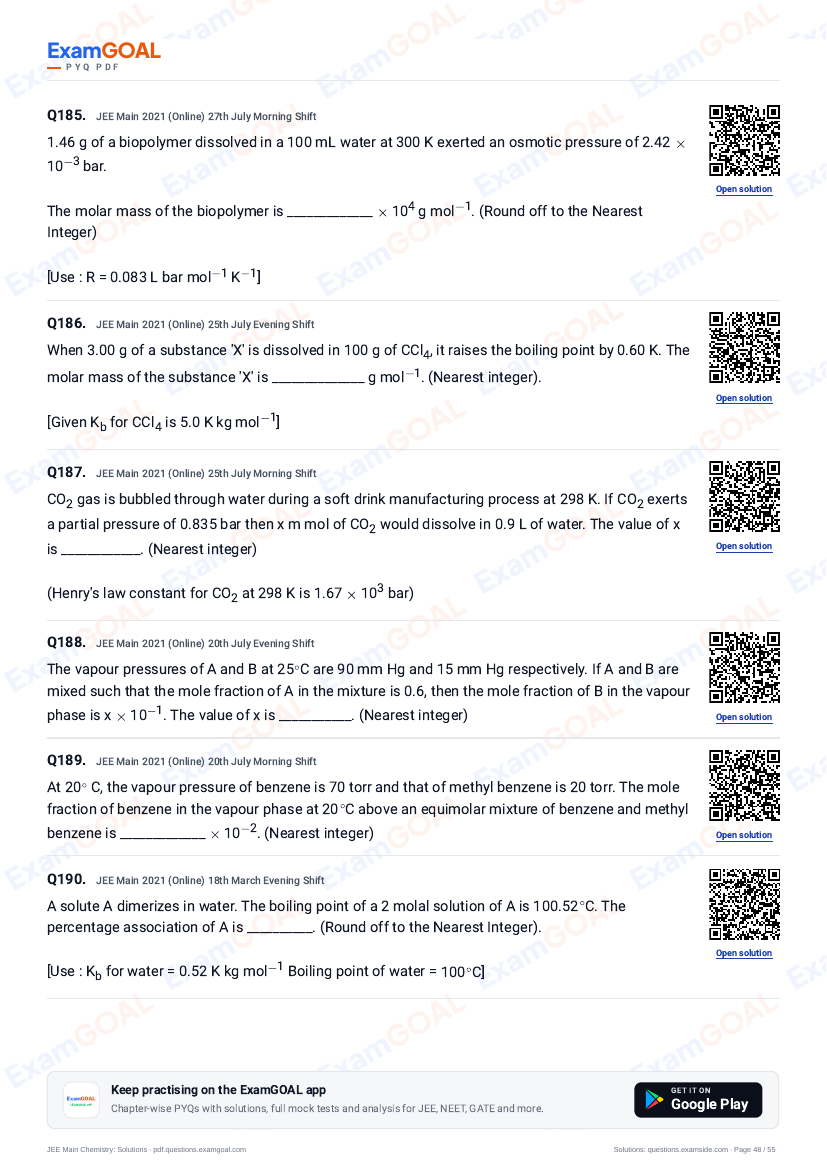 ExamGOAL
PYQ PDF
Q185. JEE Main 2021 (Online) 27th July Morning Shift
1.46 g of a biopolymer dissolved in a 100 mL water at 300 K exerted an osmotic pressure of 2.42 ×
10⁻³ bar.
Open solution
The molar mass of the biopolymer is _____________ × 10⁴ g mol⁻¹. (Round off to the Nearest
Integer)
[Use : R = 0.083 L bar mol⁻¹ K⁻¹]
Q186. JEE Main 2021 (Online) 25th July Evening Shift
When 3.00 g of a substance 'X' is dissolved in 100 g of CCl₄, it raises the boiling point by 0.60 K. The
molar mass of the substance 'X' is ______________ g mol⁻¹. (Nearest integer).
Open solution
[Given K_b for CCl₄ is 5.0 K kg mol⁻¹]
Q187. JEE Main 2021 (Online) 25th July Morning Shift
CO₂ gas is bubbled through water during a soft drink manufacturing process at 298 K. If CO₂ exerts
a partial pressure of 0.835 bar then x m mol of CO₂ would dissolve in 0.9 L of water. The value of x
is ____________. (Nearest integer)
Open solution
(Henry's law constant for CO₂ at 298 K is 1.67 × 10³ bar)
Q188. JEE Main 2021 (Online) 20th July Evening Shift
The vapour pressures of A and B at 25°C are 90 mm Hg and 15 mm Hg respectively. If A and B are
mixed such that the mole fraction of A in the mixture is 0.6, then the mole fraction of B in the vapour
phase is x × 10⁻¹. The value of x is ___________. (Nearest integer)
Open solution
Q189. JEE Main 2021 (Online) 20th July Morning Shift
At 20° C, the vapour pressure of benzene is 70 torr and that of methyl benzene is 20 torr. The mole
fraction of benzene in the vapour phase at 20°C above an equimolar mixture of benzene and methyl
benzene is _____________ × 10⁻². (Nearest integer)
Open solution
Q190. JEE Main 2021 (Online) 18th March Evening Shift
A solute A dimerizes in water. The boiling point of a 2 molal solution of A is 100.52°C. The
percentage association of A is __________. (Round off to the Nearest Integer).
Open solution
[Use : K_b for water = 0.52 K kg mol⁻¹ Boiling point of water = 100°C]
Keep practising on the ExamGOAL app
Chapter-wise PYQs with solutions, full mock tests and analysis for JEE, NEET, GATE and more.
GET IT ON
Google Play
JEE Main Chemistry: Solutions · pdf.questions.examgoal.com
Solutions: questions.examside.com · Page 48 / 55